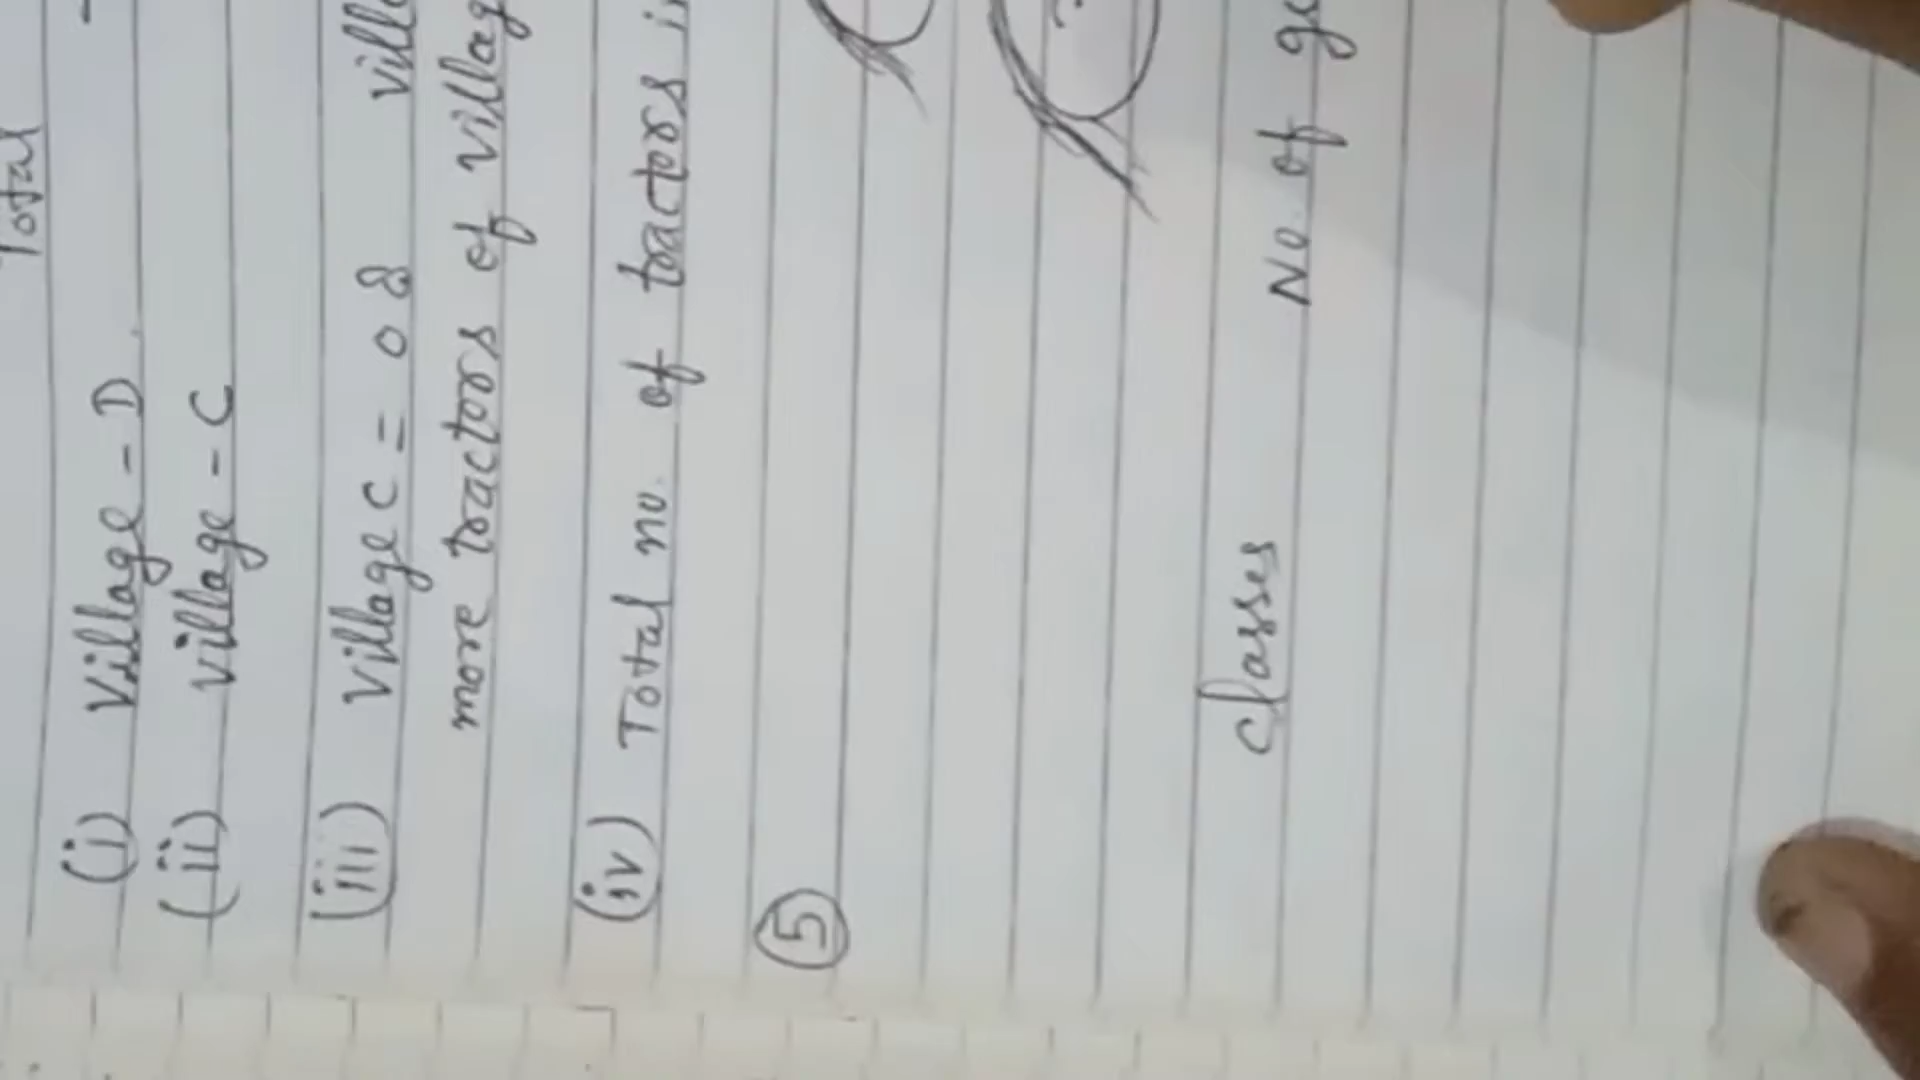 Total
(i) Village - D.
(ii) Village - C
(iii) Village C = 08
more tractors of
(iv) Total no. of tractors
5
Classes No. of